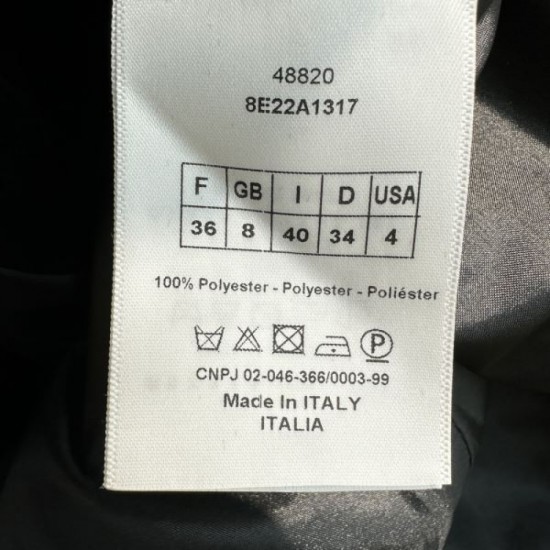 48820
8E22A1317
F GB I D USA
36 8 40 34 4
100% Polyester - Polyester - Poliéster
P
CNPJ 02-046-366/0003-99
Made In ITALY
ITALIA